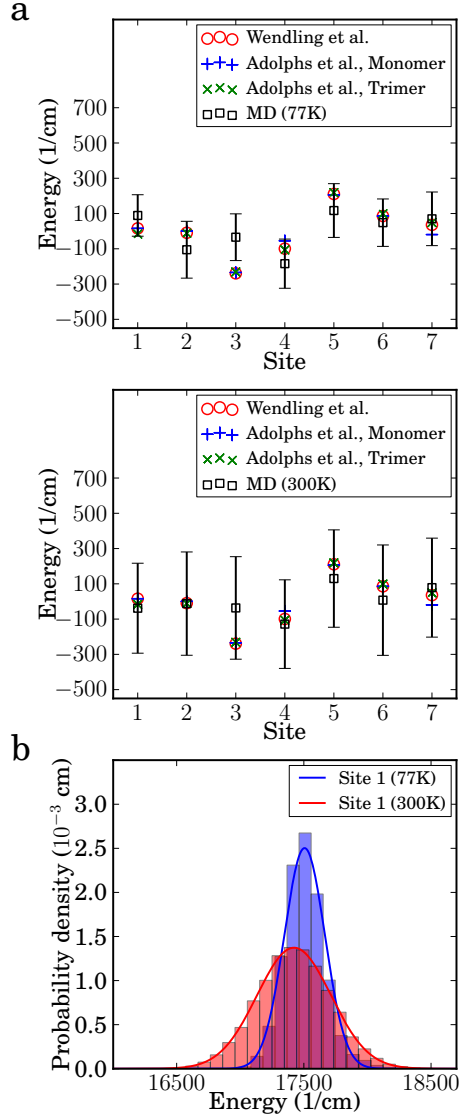 a
Wendling et al.
Adolphs et al., Monomer
Adolphs et al., Trimer
MD (77K)
Energy (1/cm)
700
500
300
100
−100
−300
−500
1 2 3 4 5 6 7
Site
Wendling et al.
Adolphs et al., Monomer
Adolphs et al., Trimer
MD (300K)
Energy (1/cm)
700
500
300
100
−100
−300
−500
1 2 3 4 5 6 7
Site
b
Site 1 (77K)
Site 1 (300K)
Probability density (10⁻³ cm)
3.0
2.5
2.0
1.5
1.0
0.5
0.0
16500 17500 18500
Energy (1/cm)